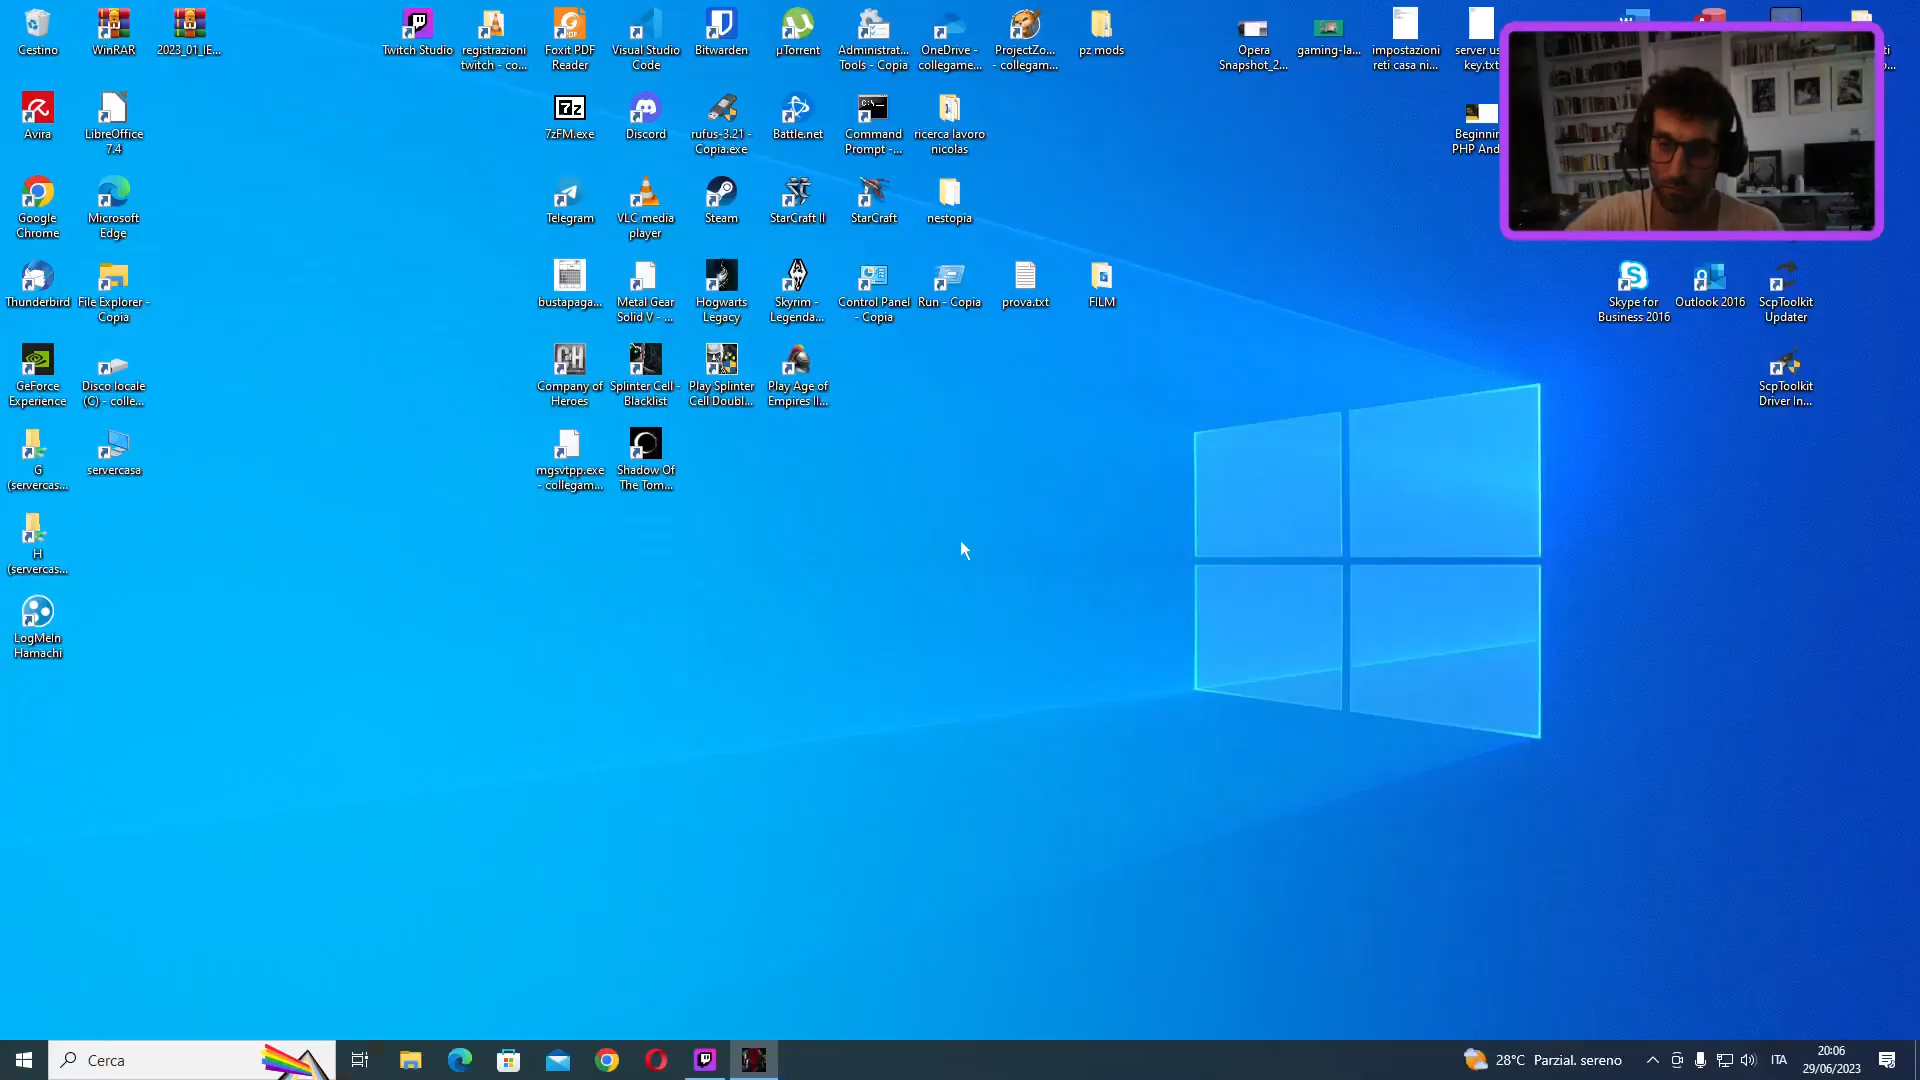 Cestino
WinRAR
2023_01_IE...
Twitch Studio
registrazioni
twitch - co...
Foxit PDF
Reader
Visual Studio
Code
Bitwarden
µTorrent
Administrat...
Tools - Copia
OneDrive -
collegame...
ProjectZo...
- collegam...
pz mods
Opera
Snapshot_2...
gaming-la...
impostazioni
reti casa ni...
server us
key.txt
Avira
LibreOffice
7.4
7zFM.exe
Discord
rufus-3.21 -
Copia.exe
Battle.net
Command
Prompt -...
ricerca lavoro
nicolas
Beginnin
PHP And
Google
Chrome
Microsoft
Edge
Telegram
VLC media
player
Steam
StarCraft II
StarCraft
nestopia
Thunderbird
File Explorer -
Copia
bustapaga...
Metal Gear
Solid V - ...
Hogwarts
Legacy
Skyrim -
Legenda...
Control Panel
- Copia
Run - Copia
prova.txt
FILM
Skype for
Business 2016
Outlook 2016
ScpToolkit
Updater
GeForce
Experience
Disco locale
(C) - colle...
Company of
Heroes
Splinter Cell -
Blacklist
Play Splinter
Cell Doubl...
Play Age of
Empires II...
ScpToolkit
Driver In...
G
(servercas...
servercasa
mgsvtpp.exe
- collegam...
Shadow Of
The Tom...
H
(servercas...
LogMeIn
Hamachi
Cerca
28°C Parzial. sereno
ITA
20:06
29/06/2023